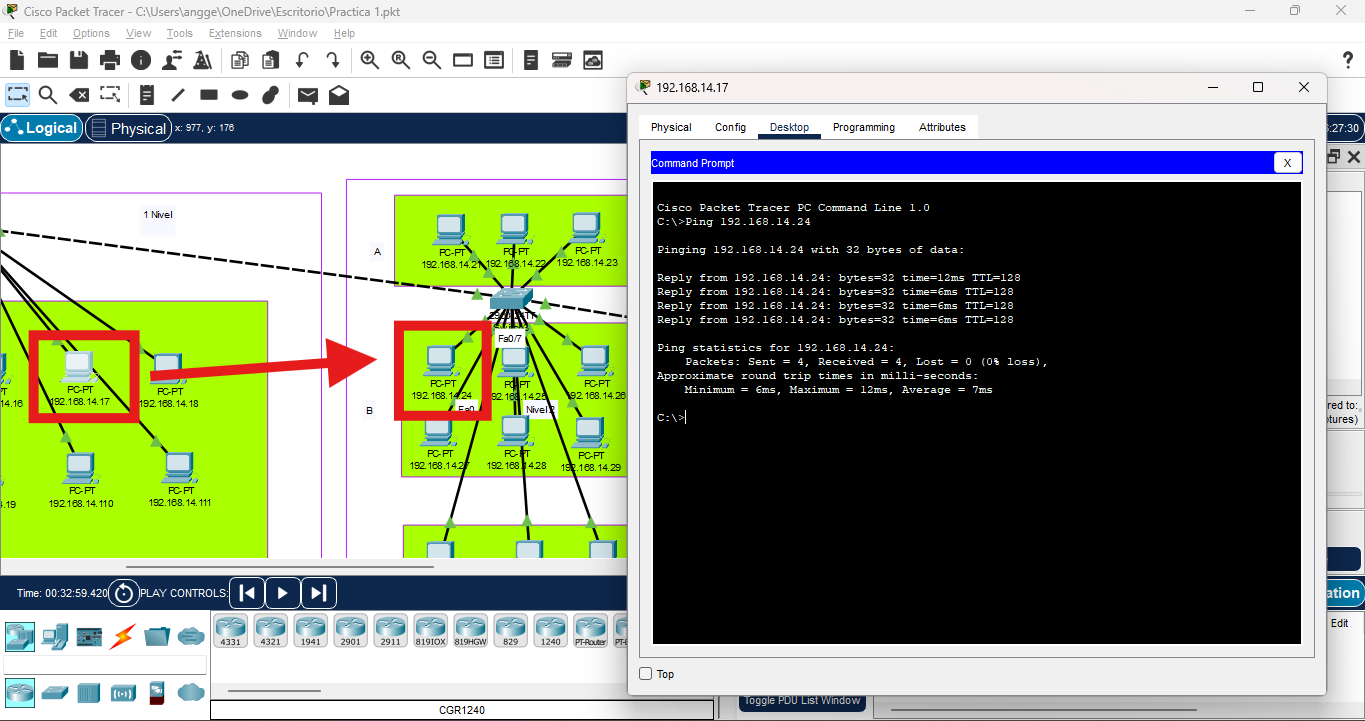 Cisco Packet Tracer - C:\Users\angge\OneDrive\Escritorio\Practica 1.pkt
File Edit Options View Tools Extensions Window Help
Logical Physical x: 977, y: 176
:27:30
1 Nivel
A
PC-PT
192.168.14.21
PC-PT
192.168.14.22
PC-PT
192.168.14.23
Fa0/7
PC-PT
192.168.14.17
PC-PT
192.168.14.18
4.16
B
PC-PT
192.168.14.24
Fa0
PC-PT
192.168.14.25
Nivel 2
PC-PT
192.168.14.26
PC-PT
192.168.14.27
PC-PT
192.168.14.28
PC-PT
192.168.14.29
.19
PC-PT
192.168.14.110
PC-PT
192.168.14.111
192.168.14.17
Physical Config Desktop Programming Attributes
Command Prompt X
Cisco Packet Tracer PC Command Line 1.0
C:\>Ping 192.168.14.24
Pinging 192.168.14.24 with 32 bytes of data:
Reply from 192.168.14.24: bytes=32 time=12ms TTL=128
Reply from 192.168.14.24: bytes=32 time=6ms TTL=128
Reply from 192.168.14.24: bytes=32 time=6ms TTL=128
Reply from 192.168.14.24: bytes=32 time=6ms TTL=128
Ping statistics for 192.168.14.24:
Packets: Sent = 4, Received = 4, Lost = 0 (0% loss),
Approximate round trip times in milli-seconds:
Minimum = 6ms, Maximum = 12ms, Average = 7ms
C:\>
Top
red to:
tures)
ation
Edit
Time: 00:32:59.420 PLAY CONTROLS:
4331 4321 1941 2901 2911 819IOX 819HGW 829 1240 PT-Router
CGR1240
Toggle PDU List Window